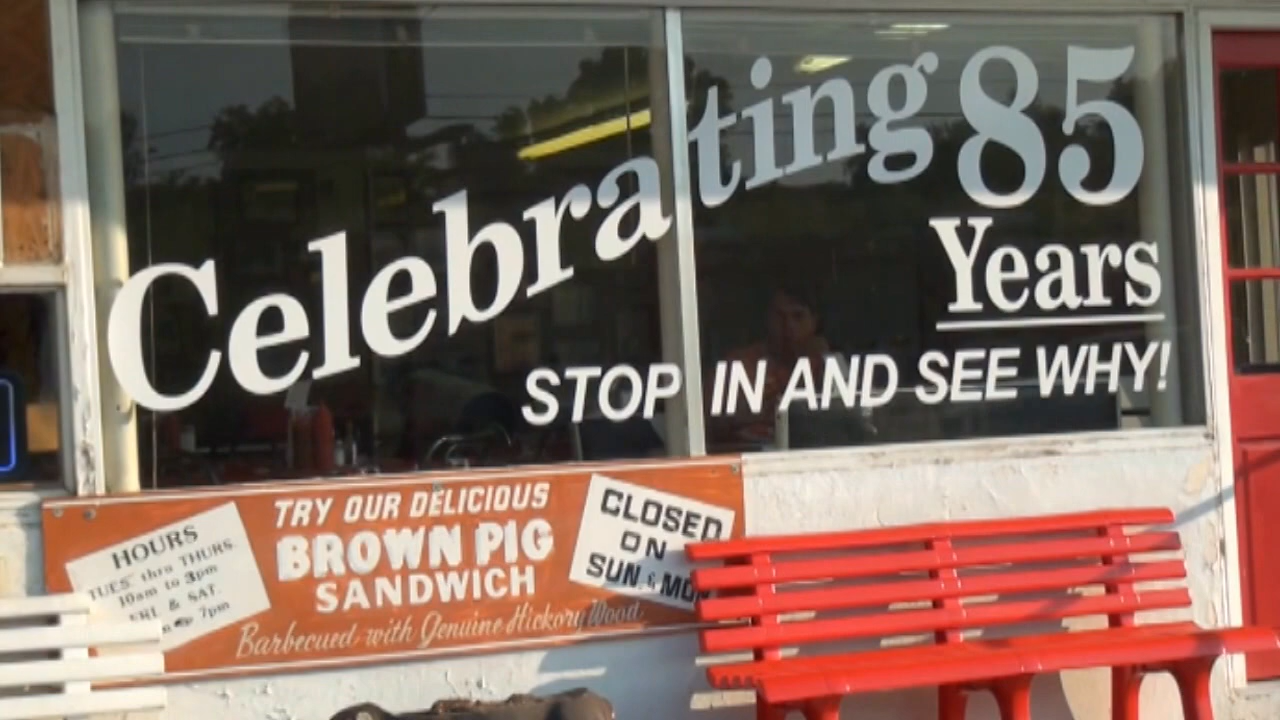 Celebrating 85
Years
STOP IN AND SEE WHY!
TRY OUR DELICIOUS
BROWN PIG
SANDWICH
Barbecued with Genuine Hickory Wood
HOURS
TUES thru THURS.
10am to 3pm
FRI. & SAT.
7pm
CLOSED
ON
SUN. & MON